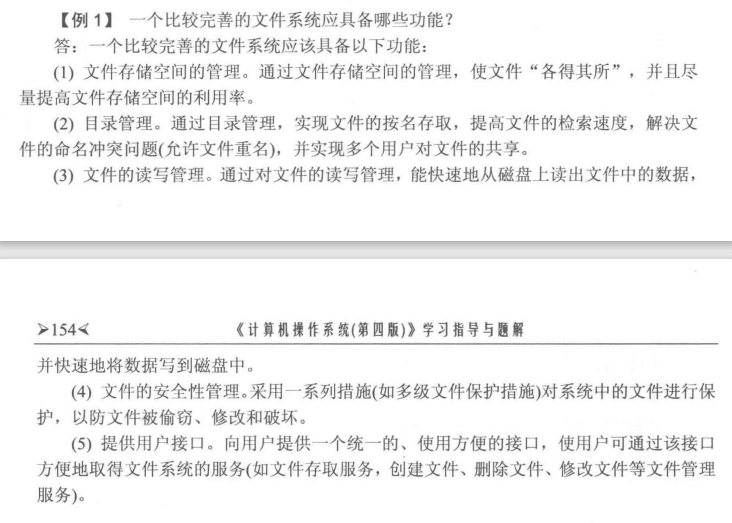 【例 1】 一个比较完善的文件系统应具备哪些功能？
答：一个比较完善的文件系统应该具备以下功能：
(1) 文件存储空间的管理。通过文件存储空间的管理，使文件“各得其所”，并且尽
量提高文件存储空间的利用率。
(2) 目录管理。通过目录管理，实现文件的按名存取，提高文件的检索速度，解决文
件的命名冲突问题(允许文件重名)，并实现多个用户对文件的共享。
(3) 文件的读写管理。通过对文件的读写管理，能快速地从磁盘上读出文件中的数据，
➢154⮘ 《计算机操作系统(第四版)》学习指导与题解
并快速地将数据写到磁盘中。
(4) 文件的安全性管理。采用一系列措施(如多级文件保护措施)对系统中的文件进行保
护，以防文件被偷窃、修改和破坏。
(5) 提供用户接口。向用户提供一个统一的、使用方便的接口，使用户可通过该接口
方便地取得文件系统的服务(如文件存取服务，创建文件、删除文件、修改文件等文件管理
服务)。